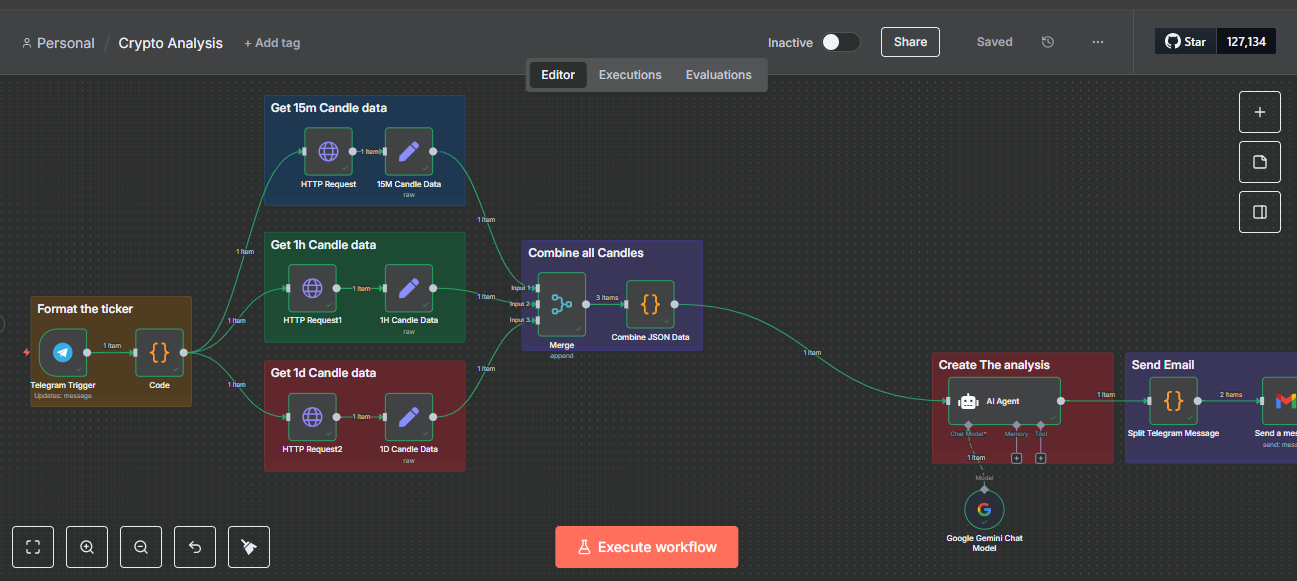 Personal / Crypto Analysis + Add tag
Inactive Share Saved ...
Star 127,134
Editor Executions Evaluations
Get 15m Candle data
1 item
HTTP Request
15M Candle Data
raw
1 item
1 item
Get 1h Candle data
1 item
HTTP Request1
1H Candle Data
raw
1 item
1 item
Get 1d Candle data
1 item
HTTP Request2
1D Candle Data
raw
1 item
1 item
Format the ticker
1 item
Telegram Trigger
Updates: message
{}
Code
Combine all Candles
Input 1
Input 2
Input 3
3 items
{}
Merge
append
Combine JSON Data
1 item
Create The analysis
AI Agent
Chat Model*
Memory
Tool
1 item
1 item
Model
Google Gemini Chat
Model
Send Email
{}
2 items
Split Telegram Message
Send a mes
send: mess
Execute workflow